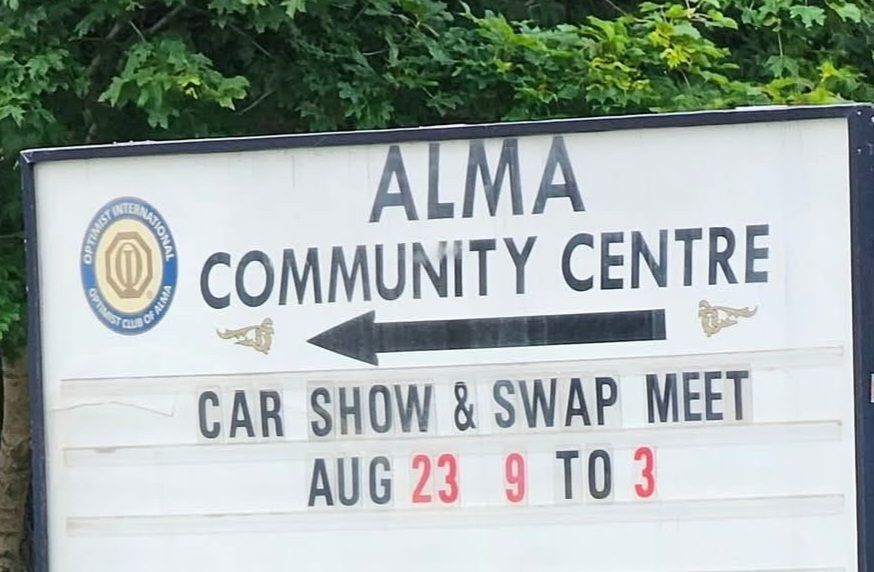 ALMA
COMMUNITY CENTRE
OPTIMIST INTERNATIONAL
OPTIMIST CLUB OF ALMA
CAR SHOW & SWAP MEET
AUG 23 9 TO 3